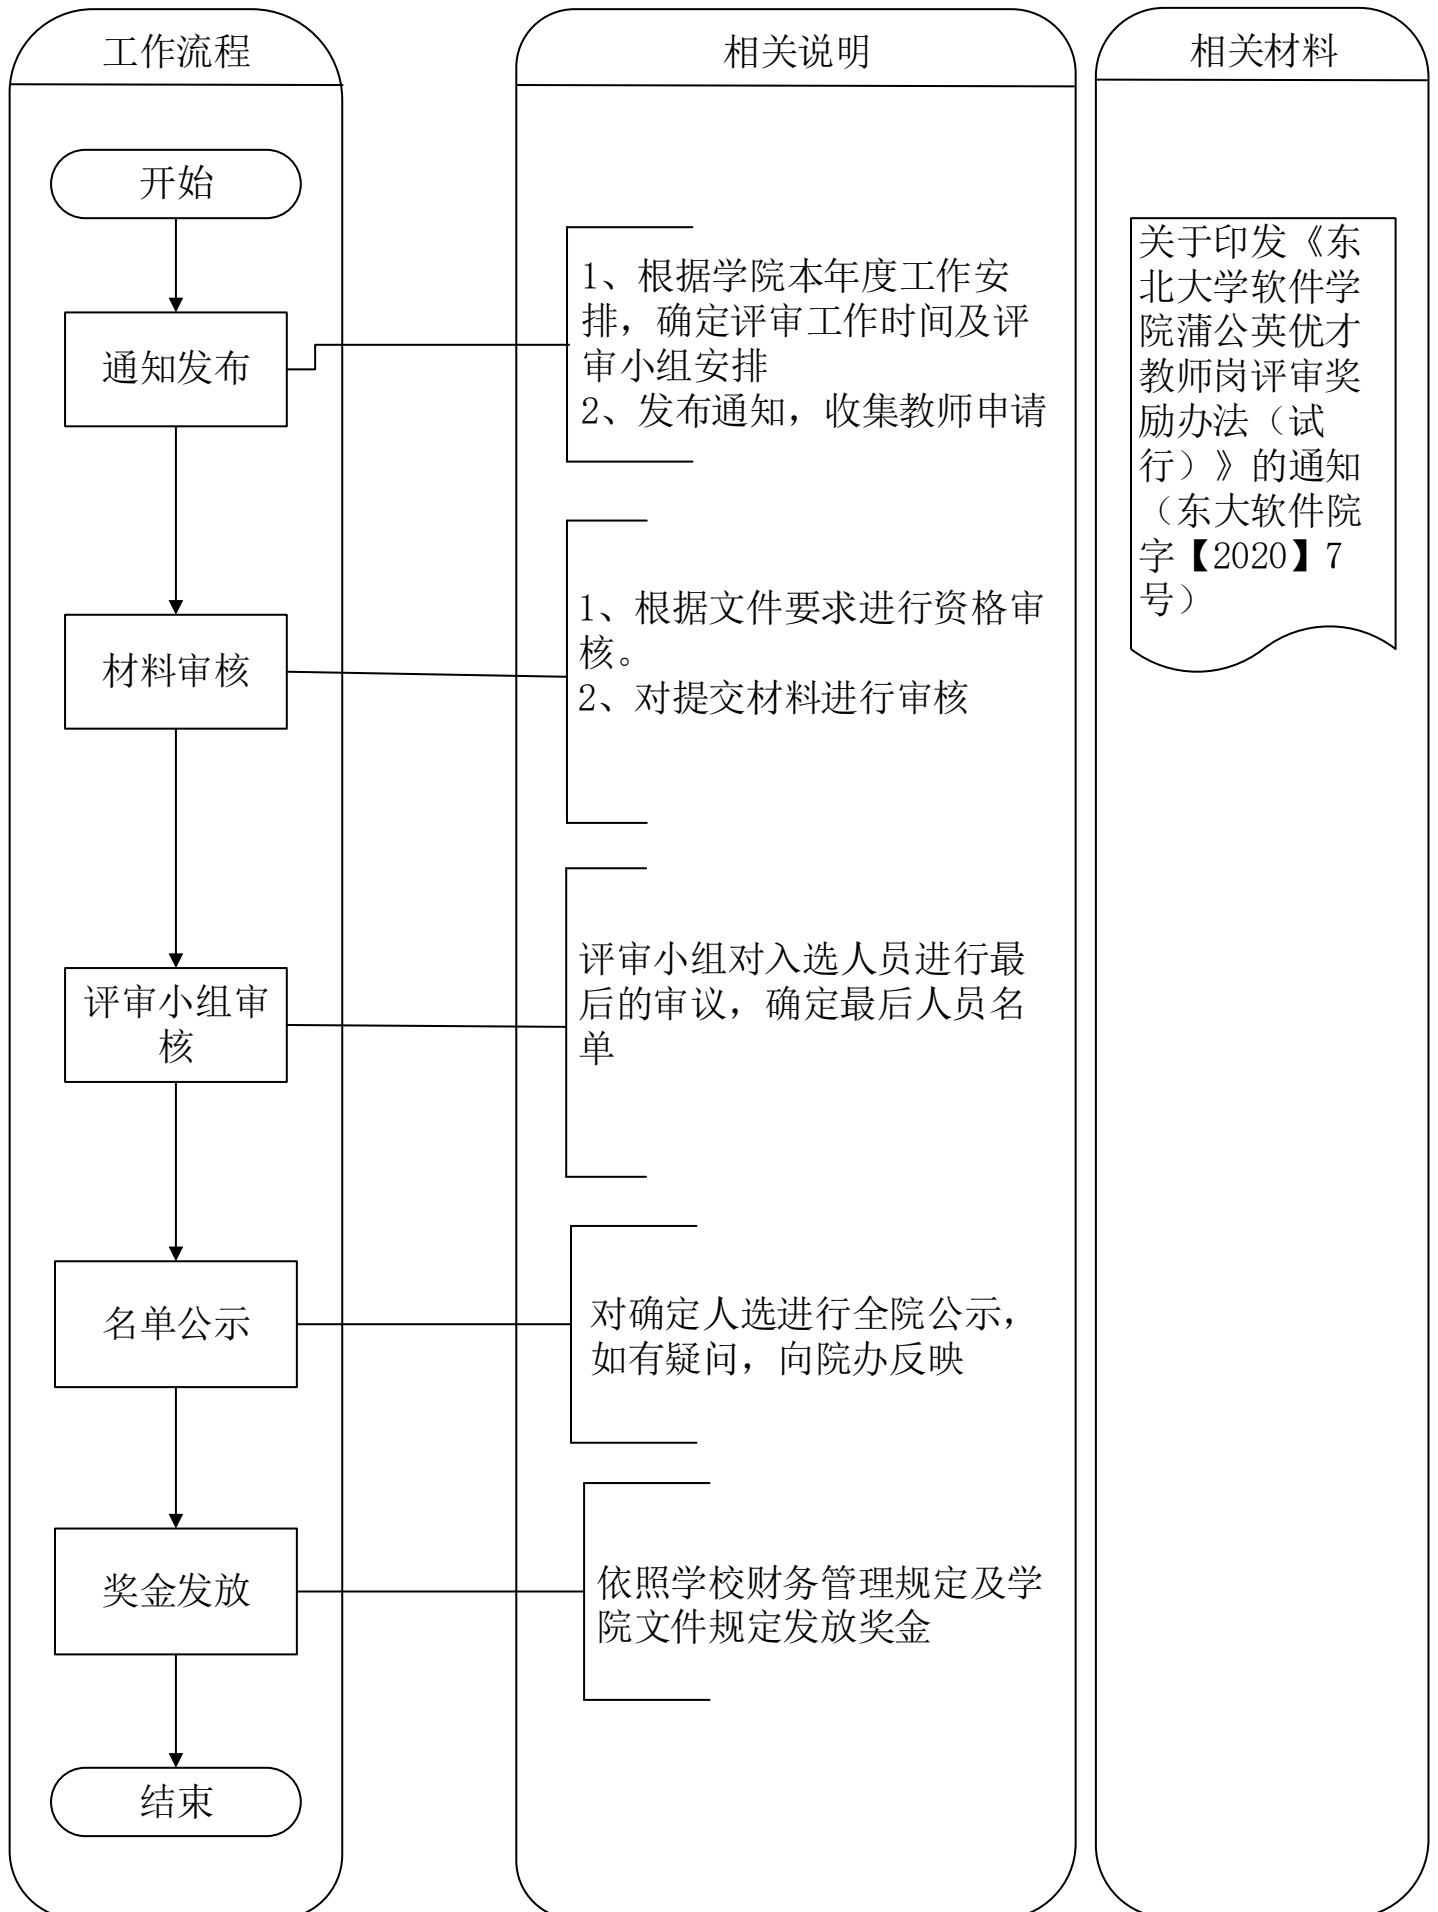 工作流程
开始
通知发布
材料审核
评审小组审
核
名单公示
奖金发放
结束
相关说明
1、根据学院本年度工作安
排，确定评审工作时间及评
审小组安排
2、发布通知，收集教师申请
1、根据文件要求进行资格审
核。
2、对提交材料进行审核
评审小组对入选人员进行最
后的审议，确定最后人员名
单
对确定人选进行全院公示，
如有疑问，向院办反映
依照学校财务管理规定及学
院文件规定发放奖金
相关材料
关于印发《东
北大学软件学
院蒲公英优才
教师岗评审奖
励办法（试
行）》的通知
（东大软件院
字【2020】7
号）